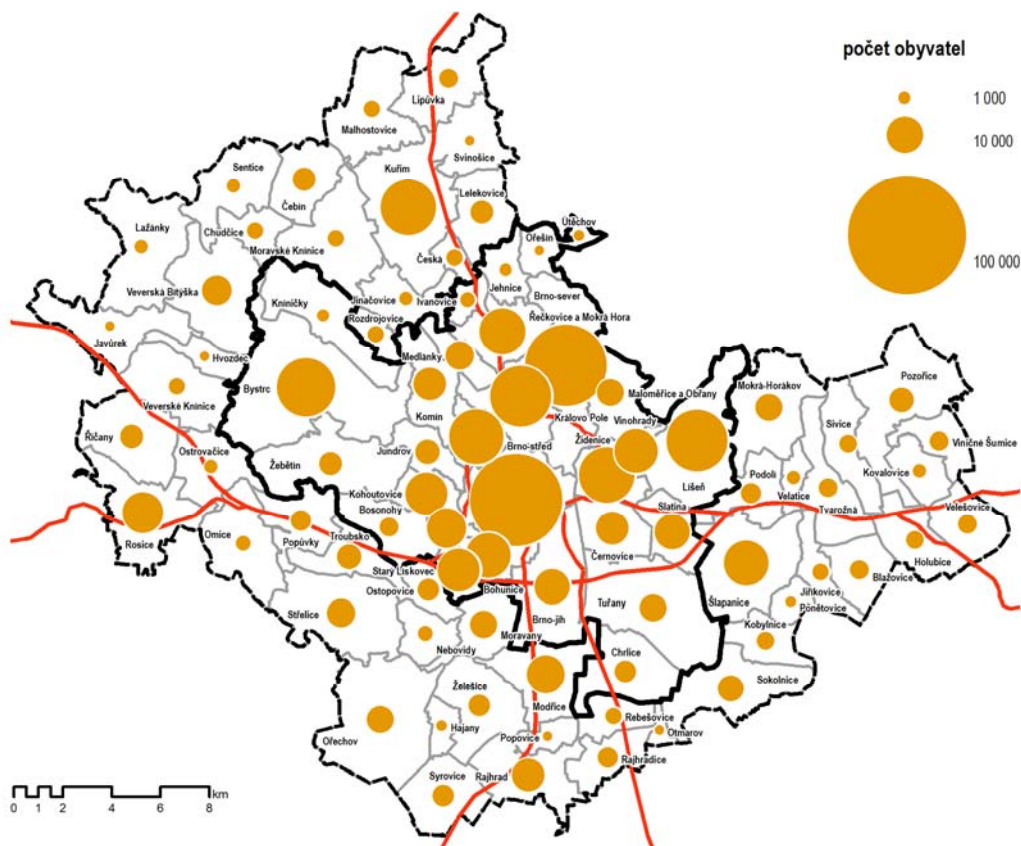 počet obyvatel
1 000
10 000
100 000
Lipůvka
Malhostovice
Svinošice
Kuřim
Sentice
Čebín
Lelekovice
Lažánky
Chudčice
Útěchov
Ořešín
Moravské Knínice
Česká
Jehnice
Brno-sever
Veverská Bítýška
Kníničky
Jinačovice
Ivanovice
Rozdrojovice
Řečkovice a Mokrá Hora
Javůrek
Hvozdec
Medlánky
Bystrc
Maloměřice a Obřany
Mokrá-Horákov
Pozořice
Veverské Knínice
Komín
Královo Pole
Vinohrady
Sivice
Říčany
Brno-střed
Židenice
Viničné Šumice
Ostrovačice
Žebětín
Jundrov
Kovalovice
Líšeň
Podolí
Velatice
Kohoutovice
Slatina
Tvarožná
Velešovice
Bosonohy
Rosice
Omice
Popůvky
Troubsko
Černovice
Holubice
Starý Lískovec
Blažovice
Ostopovice
Bohunice
Šlapanice
Jiříkovice
Ponětovice
Střelice
Tuřany
Brno-jih
Kobylnice
Moravany
Nebovidy
Chrlice
Sokolnice
Želešice
Modřice
Rebešovice
Hajany
Otmarov
Ořechov
Popovice
Rajhradice
Syrovice
Rajhrad
km
0 1 2 4 6 8